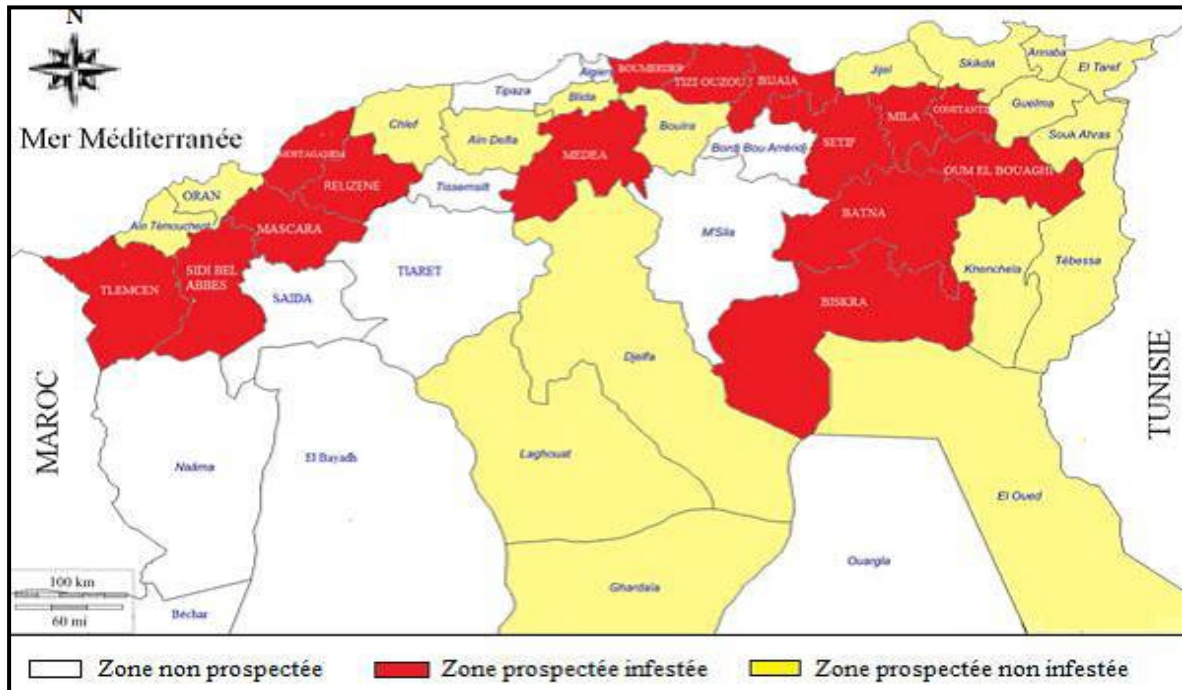 N
Mer Méditerranée
MAROC
TUNISIE
Tipaza
Alger
BOUMERDES
TIZI OUZOU
BIJAIA
Jijel
Skikda
Annaba
El Taref
Chlef
Ain Defla
Blida
Bouira
MEDEA
Bordj Bou-Arréridj
SETIF
MILA
CONSTANTE
Guelma
Souk Ahras
ORAN
MOSTAGANEM
RELIZENE
Tissemsilt
OUM EL BOUAGHI
Ain Témouchent
MASCARA
M'Sila
BATNA
Khenchela
Tébessa
TLEMCEN
SIDI BEL
ABBES
SAIDA
TIARET
BISKRA
Djelfa
Naâma
El Bayadh
Laghouat
El Oued
Ouargla
Ghardaïa
Béchar
100 km
60 mi
Zone non prospectée
Zone prospectée infestée
Zone prospectée non infestée